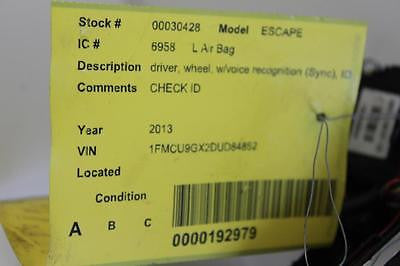 Stock # 00030428 Model ESCAPE
IC # 6958 L Air Bag
Description driver, wheel, w/voice recognition (Sync), ID
Comments CHECK ID
Year 2013
VIN 1FMCU9GX2DUD84852
Located
Condition
A B C
0000192979